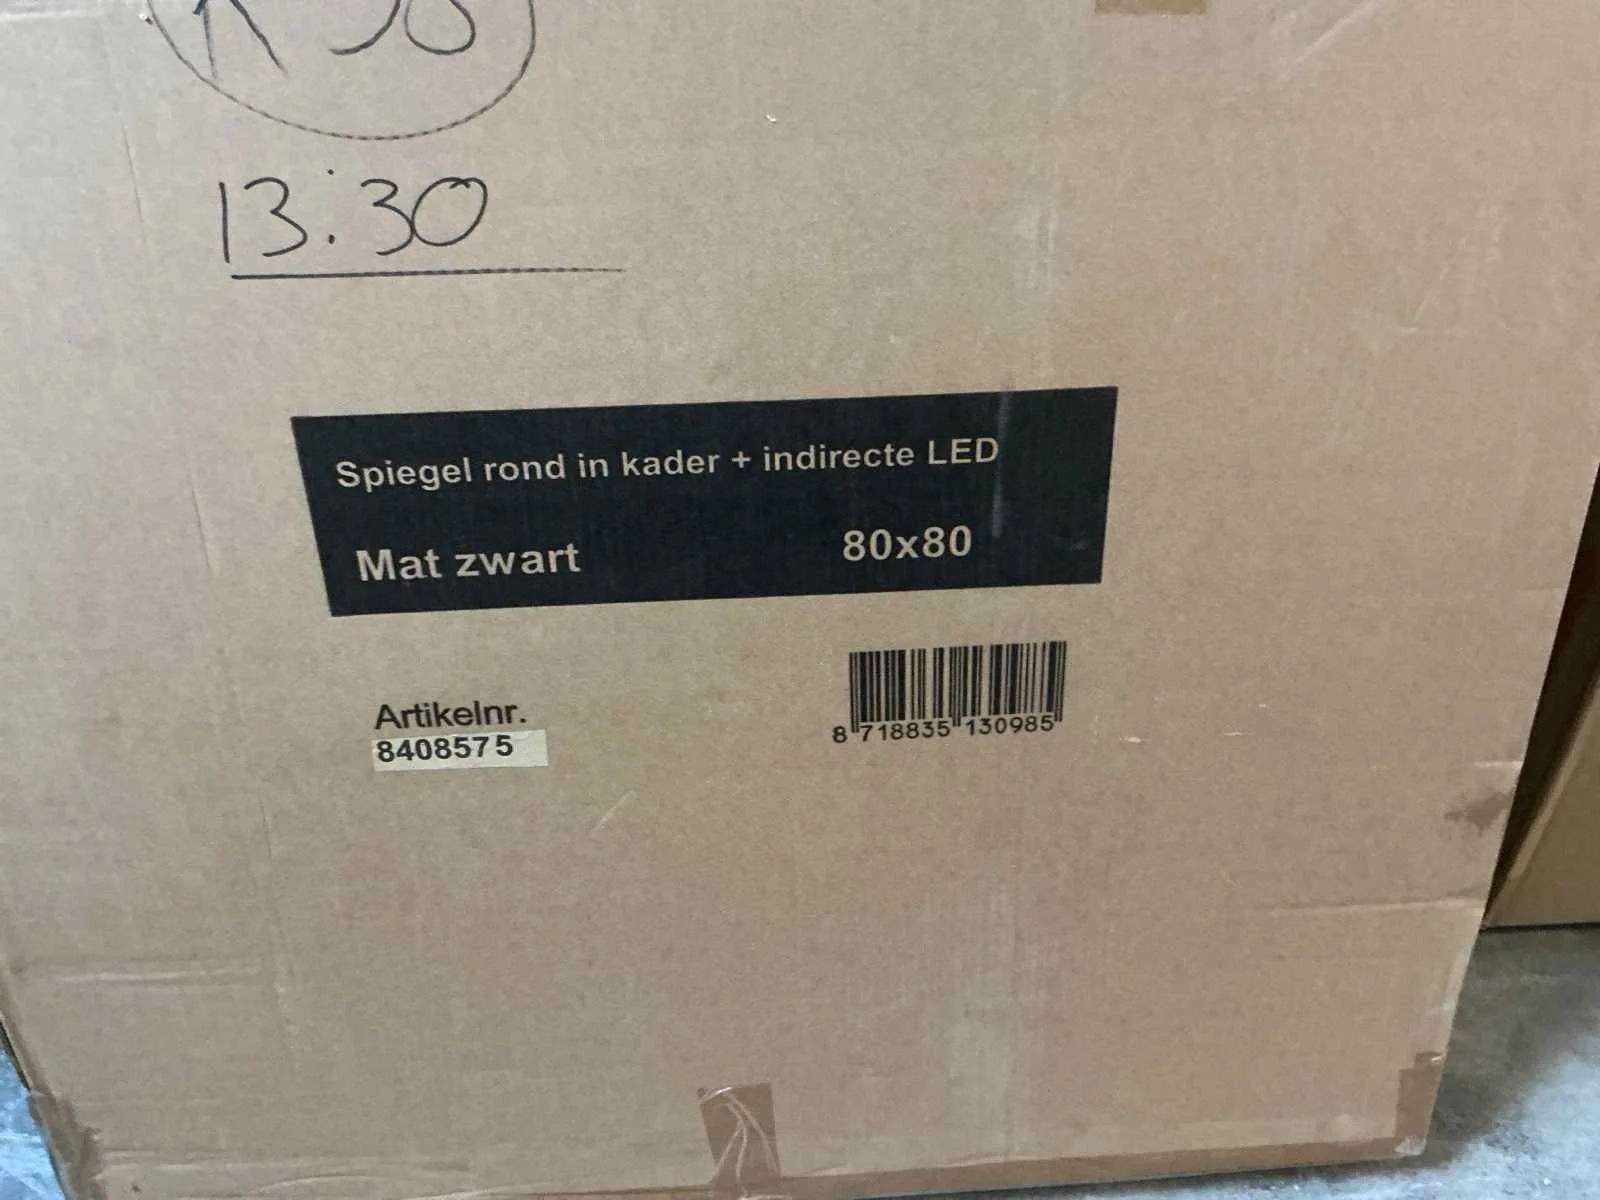 13:30
Spiegel rond in kader + indirecte LED
Mat zwart 80x80
Artikelnr.
8408575
8 718835 130985